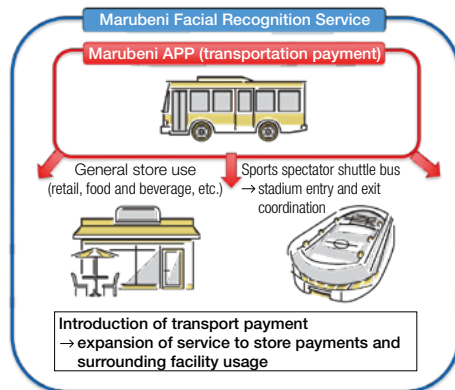 Marubeni Facial Recognition Service
Marubeni APP (transportation payment)
General store use
(retail, food and beverage, etc.)
Sports spectator shuttle bus
→ stadium entry and exit
coordination
Introduction of transport payment
→ expansion of service to store payments and
surrounding facility usage